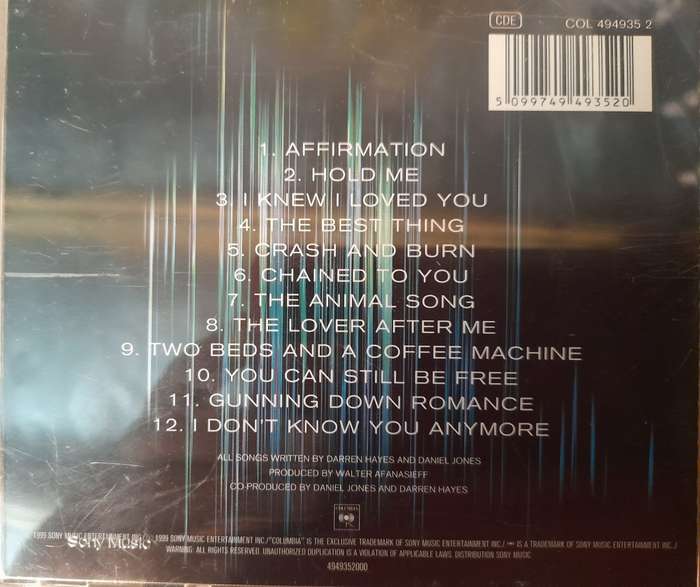 CDE
COL 494935 2
5 099749 493520
1. AFFIRMATION
2. HOLD ME
3. I KNEW I LOVED YOU
4. THE BEST THING
5. CRASH AND BURN
6. CHAINED TO YOU
7. THE ANIMAL SONG
8. THE LOVER AFTER ME
9. TWO BEDS AND A COFFEE MACHINE
10. YOU CAN STILL BE FREE
11. GUNNING DOWN ROMANCE
12. I DON'T KNOW YOU ANYMORE
ALL SONGS WRITTEN BY DARREN HAYES AND DANIEL JONES
PRODUCED BY WALTER AFANASIEFF
CO-PRODUCED BY DANIEL JONES AND DARREN HAYES
COLUMBIA
1999 SONY MUSIC ENTERTAINMENT INC./ 1999 SONY MUSIC ENTERTAINMENT INC./"COLUMBIA" IS THE EXCLUSIVE TRADEMARK OF SONY MUSIC ENTERTAINMENT INC./ IS A TRADEMARK OF SONY MUSIC ENTERTAINMENT INC./
Sony Music
WARNING: ALL RIGHTS RESERVED. UNAUTHORIZED DUPLICATION IS A VIOLATION OF APPLICABLE LAWS. DISTRIBUTION SONY MUSIC
4949352000